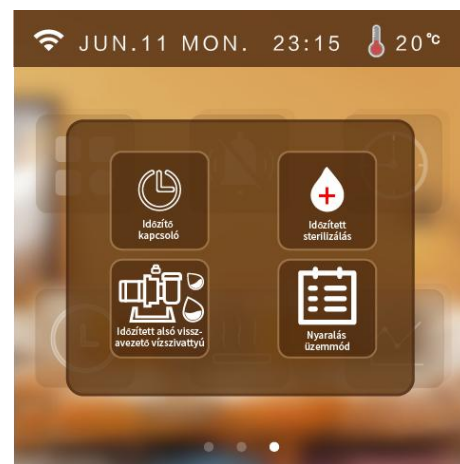 JUN.11 MON. 23:15 20°C
Időzítő
kapcsoló
Időzített
sterilizálás
Időzített alsó vissz-
avezető vízszivattyú
Nyaralás
üzemmód